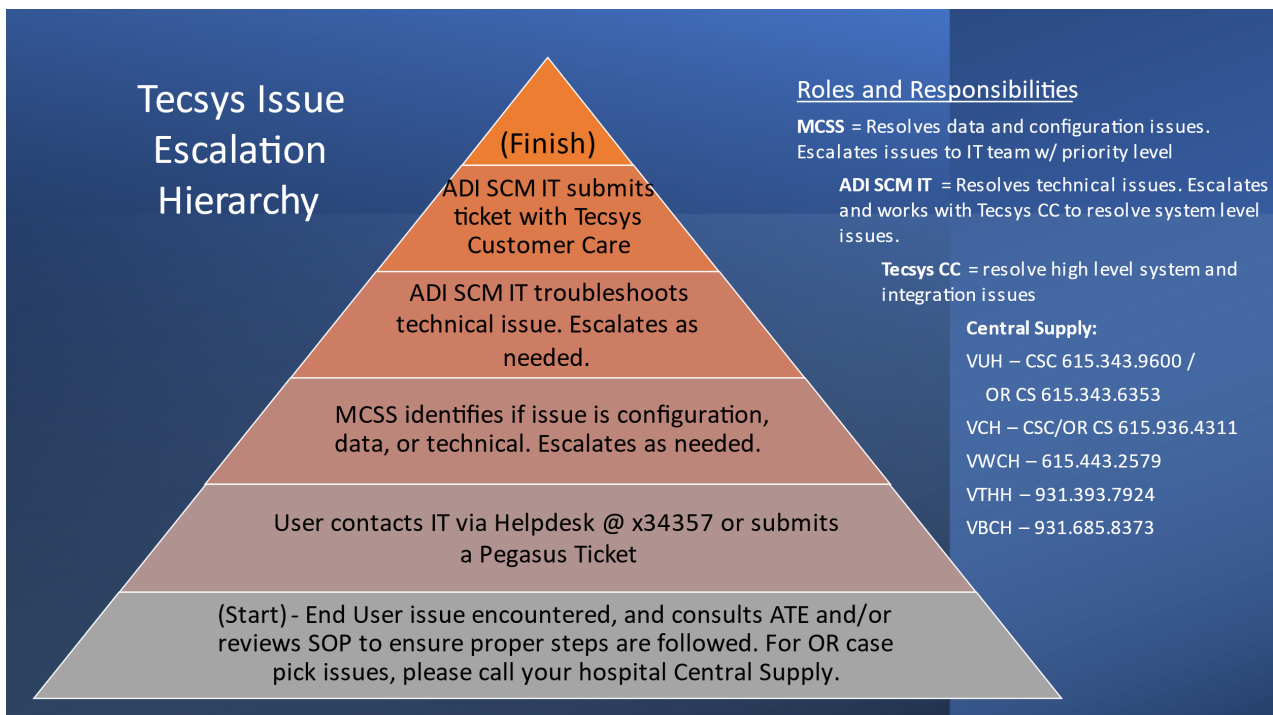 Tecsys Issue
Escalation
Hierarchy
(Finish)
ADI SCM IT submits
ticket with Tecsys
Customer Care
ADI SCM IT troubleshoots
technical issue. Escalates as
needed.
MCSS identifies if issue is configuration,
data, or technical. Escalates as needed.
User contacts IT via Helpdesk @ x34357 or submits
a Pegasus Ticket
(Start) - End User issue encountered, and consults ATE and/or
reviews SOP to ensure proper steps are followed. For OR case
pick issues, please call your hospital Central Supply.
Roles and Responsibilities
MCSS = Resolves data and configuration issues.
Escalates issues to IT team w/ priority level
ADI SCM IT = Resolves technical issues. Escalates
and works with Tecsys CC to resolve system level
issues.
Tecsys CC = resolve high level system and
integration issues
Central Supply:
VUH – CSC 615.343.9600 /
OR CS 615.343.6353
VCH – CSC/OR CS 615.936.4311
VWCH – 615.443.2579
VTHH – 931.393.7924
VBCH – 931.685.8373